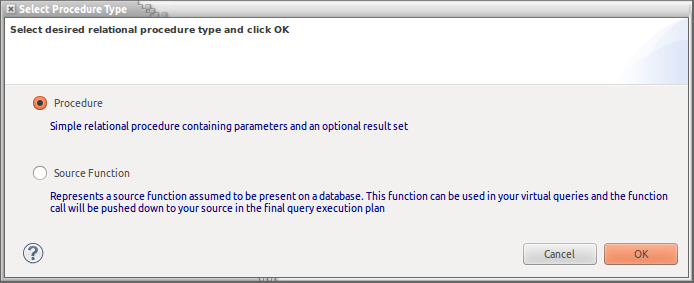 Select Procedure Type
Select desired relational procedure type and click OK
Procedure
Simple relational procedure containing parameters and an optional result set
Source Function
Represents a source function assumed to be present on a database. This function can be used in your virtual queries and the function
call will be pushed down to your source in the final query execution plan
?
Cancel
OK